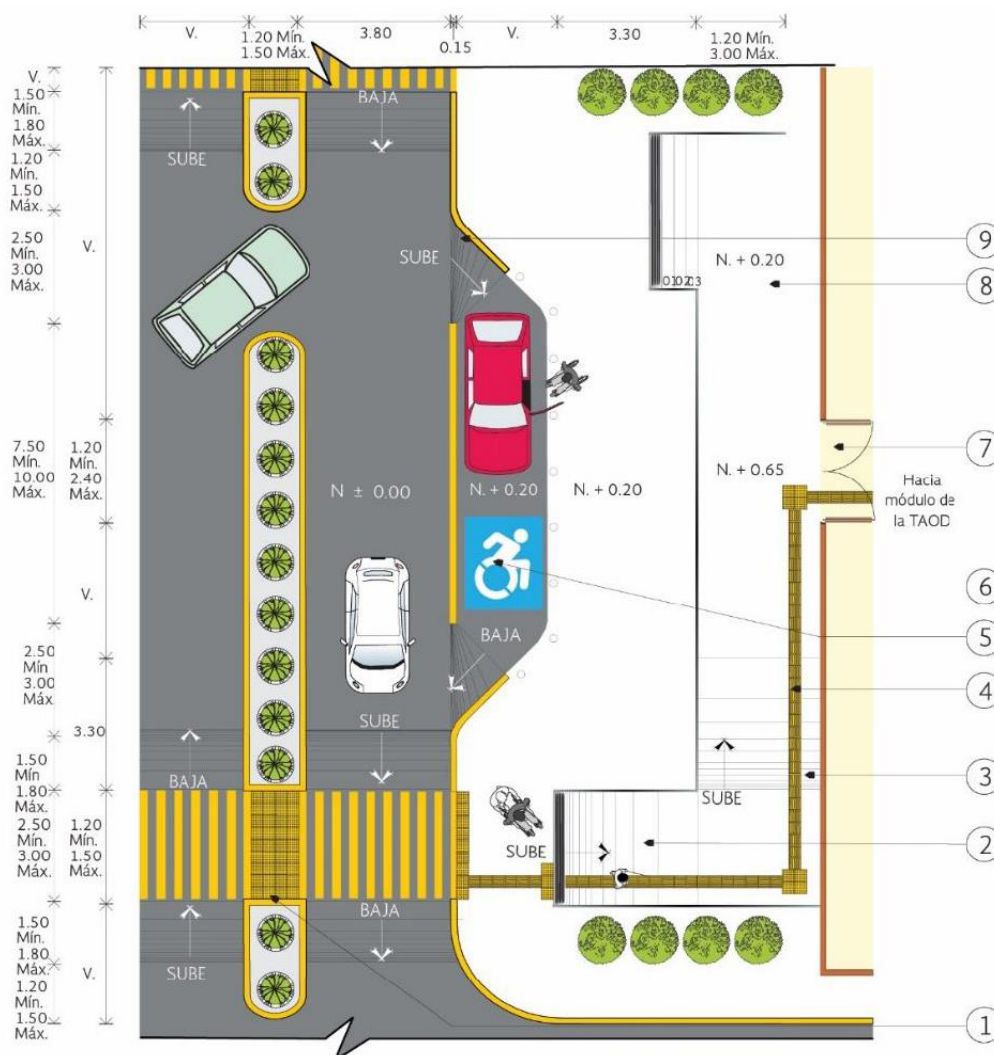 V.
1.20 Mín.
1.50 Máx.
3.80
0.15
V.
3.30
1.20 Mín.
3.00 Máx.
V.
1.50
Mín.
1.80
Máx.
1.20
Mín.
1.50
Máx.
2.50
Mín.
3.00
Máx.
7.50
Mín.
10.00
Máx.
2.50
Mín
3.00
Máx.
1.50
Mín
1.80
Máx.
2.50
Mín.
3.00
Máx.
1.50
Mín.
1.80
Máx.
1.20
Mín.
1.50
Máx.
V.
1.20
Mín.
2.40
Máx.
V.
3.30
1.20
Mín.
1.50
Máx.
V.
BAJA
SUBE
SUBE
010203
N. + 0.20
N ± 0.00
N. + 0.20
N. + 0.20
N. + 0.65
Hacia
módulo de
la TAOD
BAJA
SUBE
BAJA
SUBE
SUBE
BAJA
SUBE
9
8
7
6
5
4
3
2
1